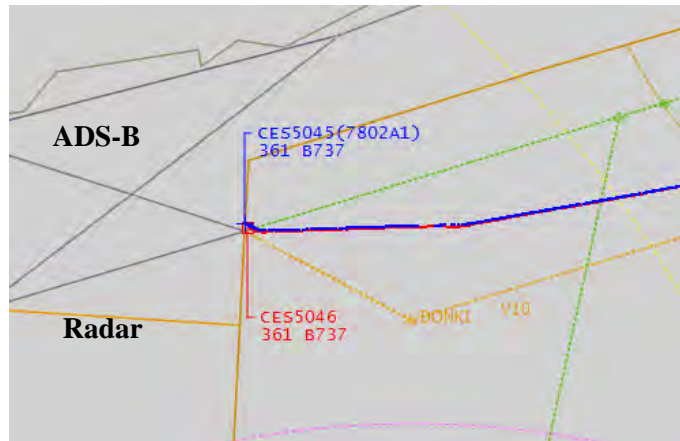 ADS-B
CES5045(7802A1)
361 B737
CES5046
361 B737
Radar
DONKI
V10